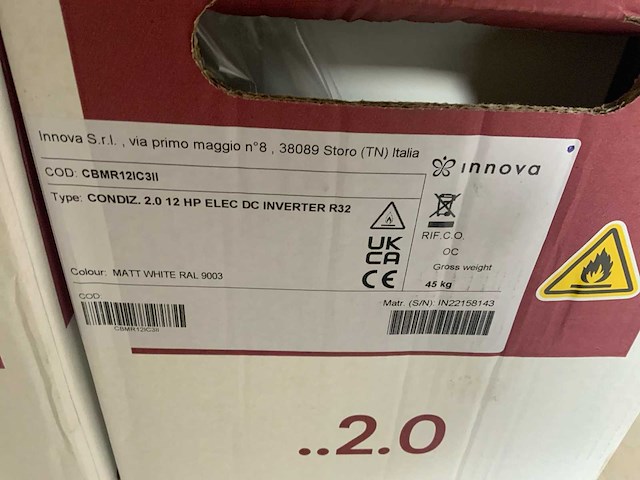 Innova S.r.l. , via primo maggio n°8 , 38089 Storo (TN) Italia
innova
COD: CBMR12IC3II
Type: CONDIZ. 2.0 12 HP ELEC DC INVERTER R32
UK
CA
CE
RIF.C.O.
OC
Gross weight
45 kg
Colour: MATT WHITE RAL 9003
COD:
CBMR12IC3II
Matr. (S/N): IN22158143
..2.0